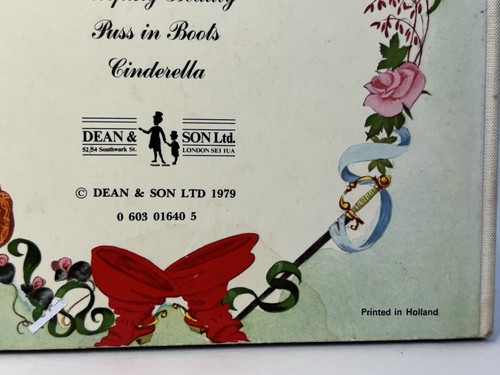 Puss in Boots
Cinderella
DEAN & SON Ltd.
52/54 Southwark St. LONDON SE1 1UA
© DEAN & SON LTD 1979
0 603 01640 5
Printed in Holland